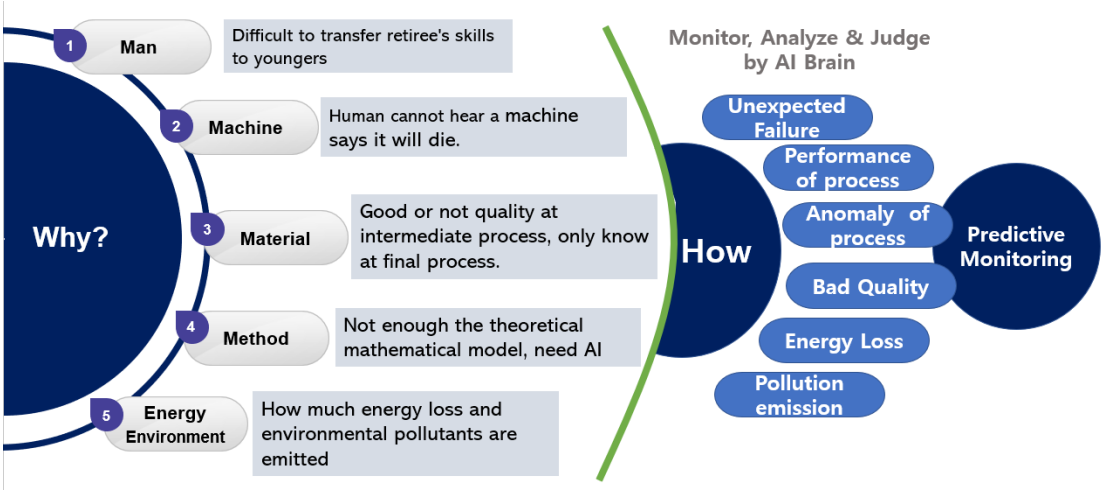 Why?
1
Man
Difficult to transfer retiree's skills
to youngers
2
Machine
Human cannot hear a machine
says it will die.
3
Material
Good or not quality at
intermediate process, only know
at final process.
4
Method
Not enough the theoretical
mathematical model, need AI
5
Energy
Environment
How much energy loss and
environmental pollutants are
emitted
Monitor, Analyze & Judge
by AI Brain
How
Unexpected
Failure
Performance
of process
Anomaly of
process
Bad Quality
Energy Loss
Pollution
emission
Predictive
Monitoring